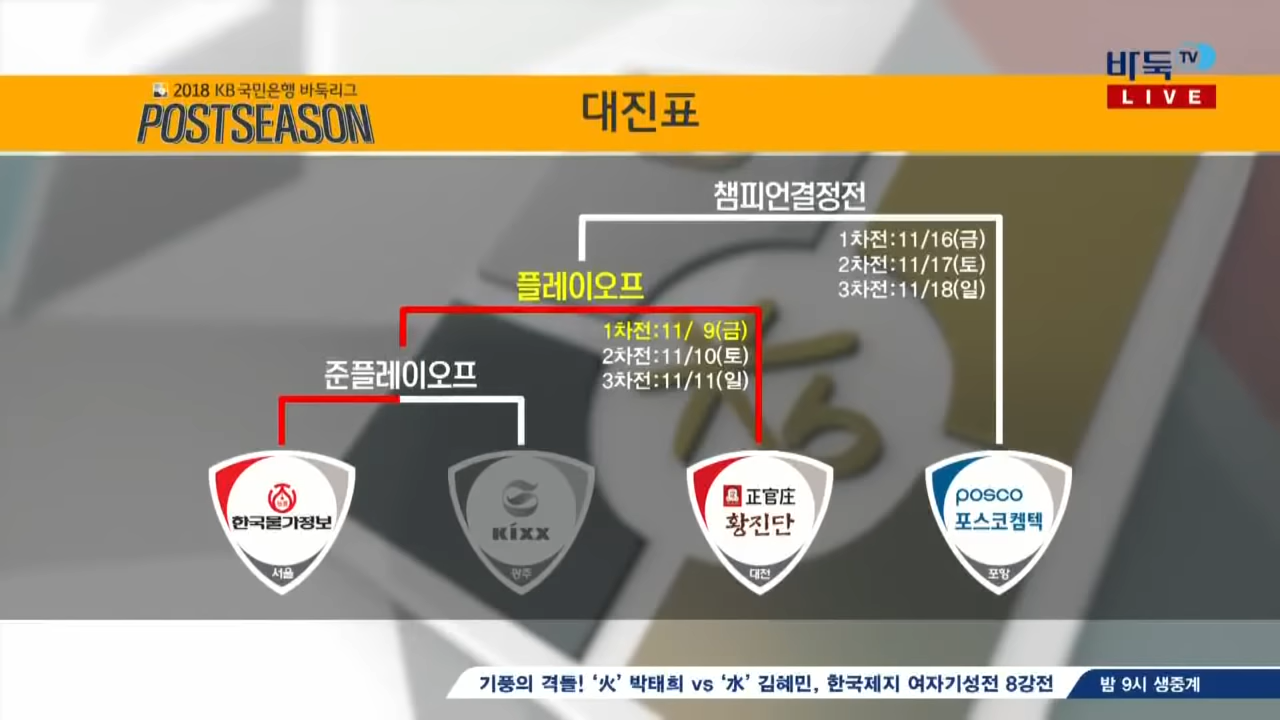 2018 KB국민은행 바둑리그
POSTSEASON
대진표
바둑TV
LIVE
챔피언결정전
1차전:11/16(금)
2차전:11/17(토)
3차전:11/18(일)
플레이오프
1차전:11/ 9(금)
2차전:11/10(토)
3차전:11/11(일)
준플레이오프
한국물가정보
서울
KIXX
광주
正官庄
황진단
대전
posco
포스코켐텍
포항
기풍의 격돌! ‘火’ 박태희 vs ‘水’ 김혜민, 한국제지 여자기성전 8강전
밤 9시 생중계